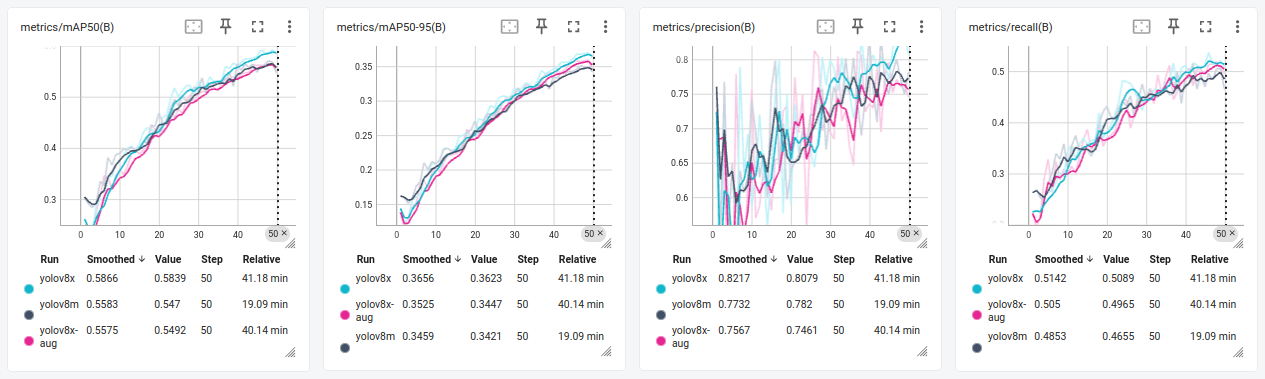 metrics/mAP50(B)
0.5
0.4
0.3
0 10 20 30 40 50 ×
Run Smoothed ↓ Value Step Relative
yolov8x 0.5866 0.5839 50 41.18 min
yolov8m 0.5583 0.547 50 19.09 min
yolov8x- 0.5575 0.5492 50 40.14 min
aug
metrics/mAP50-95(B)
0.35
0.3
0.25
0.2
0.15
0 10 20 30 40 50 ×
Run Smoothed ↓ Value Step Relative
yolov8x 0.3656 0.3623 50 41.18 min
yolov8x- 0.3525 0.3447 50 40.14 min
aug
yolov8m 0.3459 0.3421 50 19.09 min
metrics/precision(B)
0.8
0.75
0.7
0.65
0.6
0 10 20 30 40 50 ×
Run Smoothed ↓ Value Step Relative
yolov8x 0.8217 0.8079 50 41.18 min
yolov8m 0.7732 0.782 50 19.09 min
yolov8x- 0.7567 0.7461 50 40.14 min
aug
metrics/recall(B)
0.5
0.4
0.3
0 10 20 30 40 50 ×
Run Smoothed ↓ Value Step Relative
yolov8x 0.5142 0.5089 50 41.18 min
yolov8x- 0.505 0.4965 50 40.14 min
aug
yolov8m 0.4853 0.4655 50 19.09 min